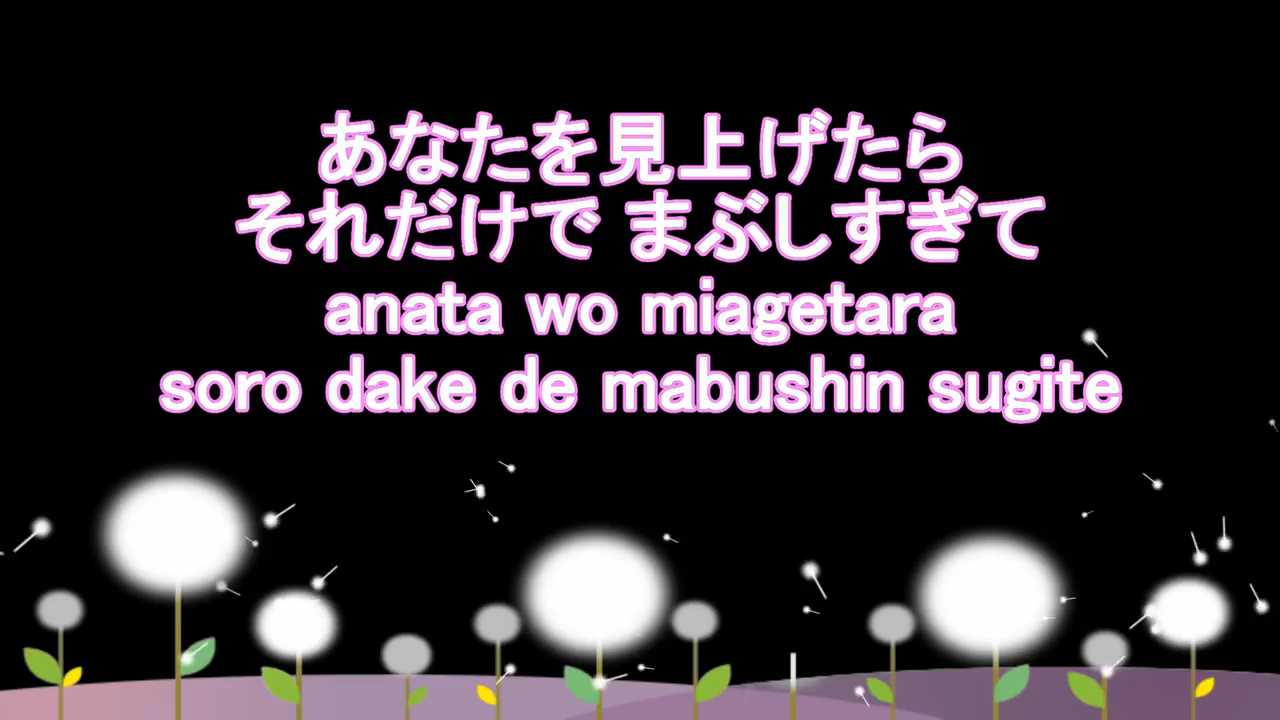 あなたを見上げたら
それだけで まぶしすぎて
anata wo miagetara
soro dake de mabushin sugite